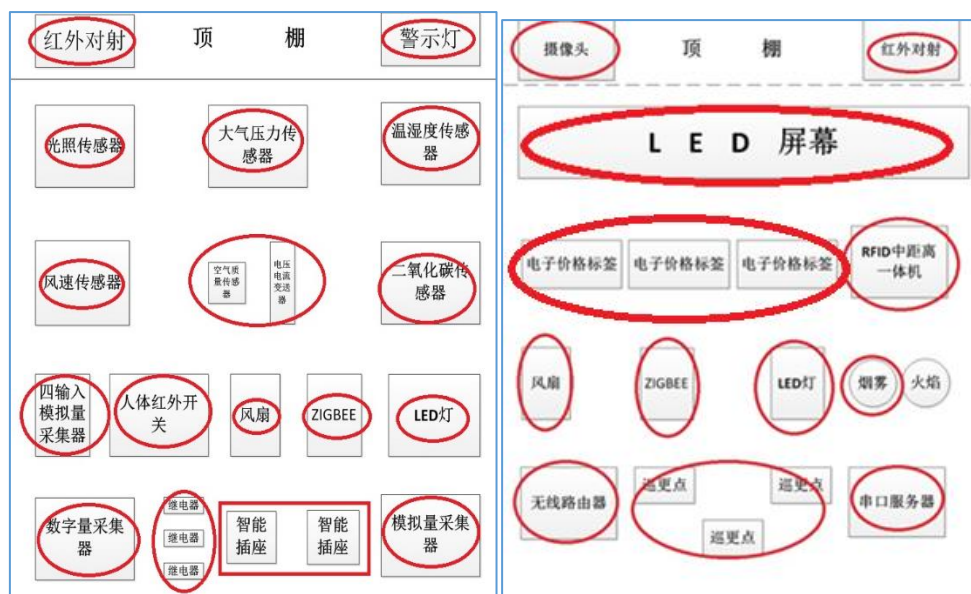 红外对射 顶 棚 警示灯
光照传感器
大气压力传
感器
温湿度传感
器
风速传感器
空气质
量传感
器
电压
电流
变送
器
二氧化碳传
感器
四输入
模拟量
采集器
人体红外开
关
风扇
ZIGBEE
LED灯
数字量采集
器
继电器
继电器
继电器
智能
插座
智能
插座
模拟量采集
器
摄像头 顶 棚 红外对射
L E D 屏幕
电子价格标签 电子价格标签 电子价格标签
RFID中距离
一体机
风扇
ZIGBEE
LED灯
烟雾
火焰
无线路由器
巡更点
巡更点
巡更点
串口服务器